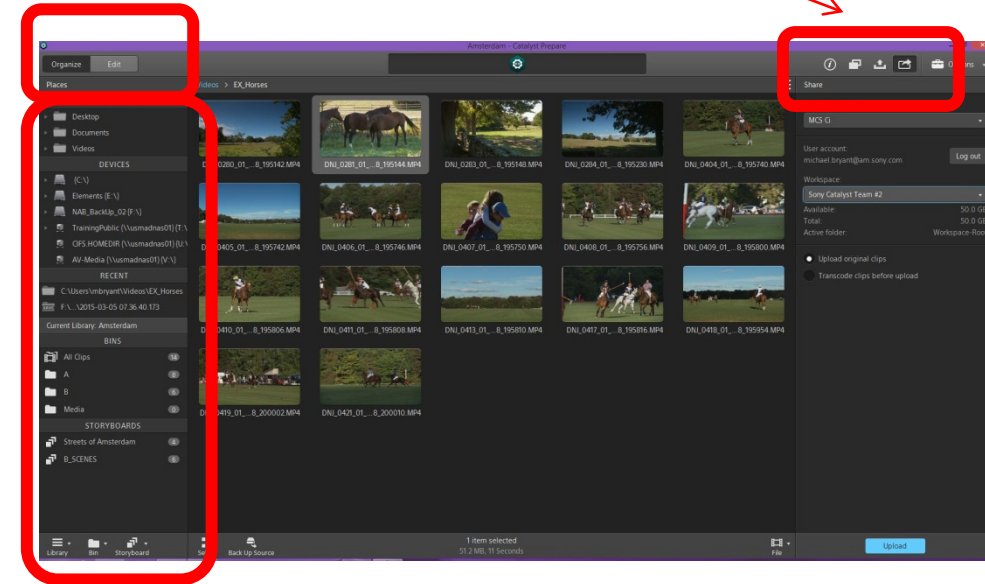 Amsterdam - Catalyst Prepare
Organize
Edit
Places
Videos > EX_Horses
Share
Desktop
Documents
Videos
DEVICES
(C:\)
Elements (E:\)
NAB_BackUp_02 (F:\)
TrainingPublic (\\usmadnas01)(T:\
CIFS.HOMEDIR (\\usmadnas01)(U:\
AV-Media (\\usmadnas01)(V:\)
RECENT
C:\Users\mbryant\Videos\EX_Horses
F:\...\2015-03-05 07.36.40.173
Current Library: Amsterdam
BINS
All Clips 14
A
B
Media 0
STORYBOARDS
Streets of Amsterdam
B_SCENES
Library
Bin
Storyboard
DNJ_0281_01_...8_195144.MP4
DNJ_0283_01_...8_195148.MP4
DNJ_0284_01_...8_195230.MP4
DNJ_0404_01_...8_195740.MP4
DNJ_0406_01_...8_195746.MP4
DNJ_0407_01_...8_195750.MP4
DNJ_0408_01_...8_195756.MP4
DNJ_0409_01_...8_195800.MP4
DNJ_0411_01_...8_195808.MP4
DNJ_0413_01_...8_195810.MP4
DNJ_0417_01_...8_195816.MP4
DNJ_0418_01_...8_195954.MP4
DNJ_0421_01_...8_200010.MP4
Back Up Source
1 item selected
51.2 MB, 11 Seconds
File
MCS Ci
User account:
michael.bryant@am.sony.com
Log out
Workspace:
Sony Catalyst Team #2
Available: 50.0 GB
Total: 50.0 GB
Active folder: Workspace-Roo
Upload original clips
Transcode clips before upload
Upload